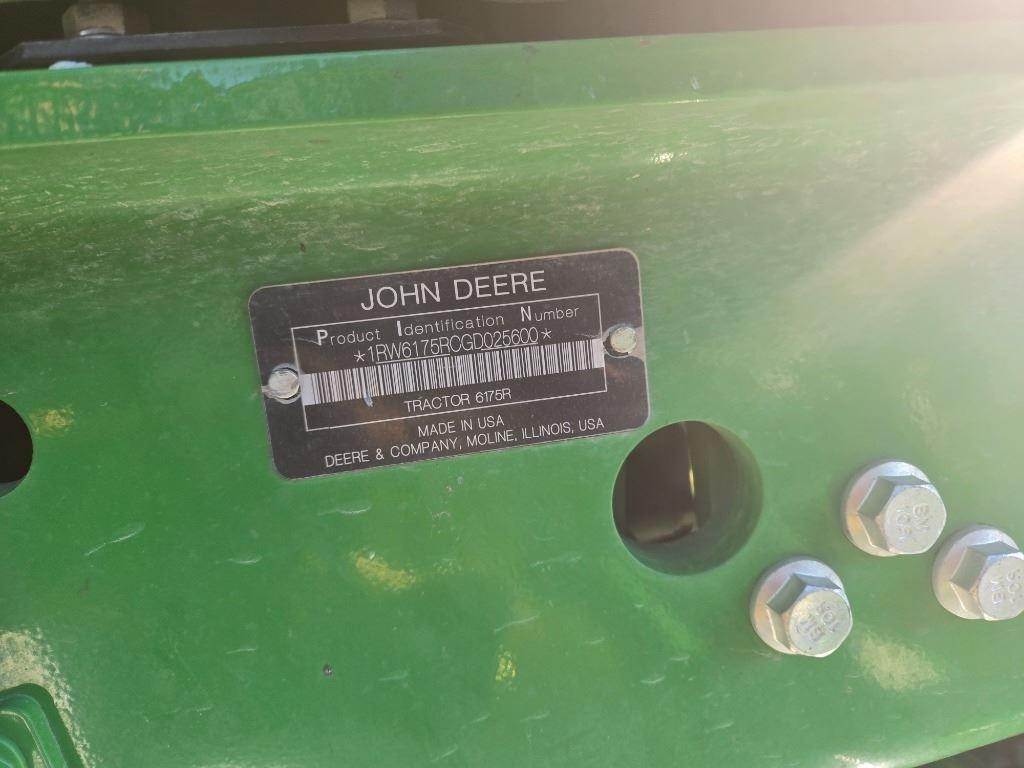 JOHN DEERE
Product Identification Number
*1RW6175RCGD025600*
TRACTOR 6175R
MADE IN USA
DEERE & COMPANY, MOLINE, ILLINOIS, USA